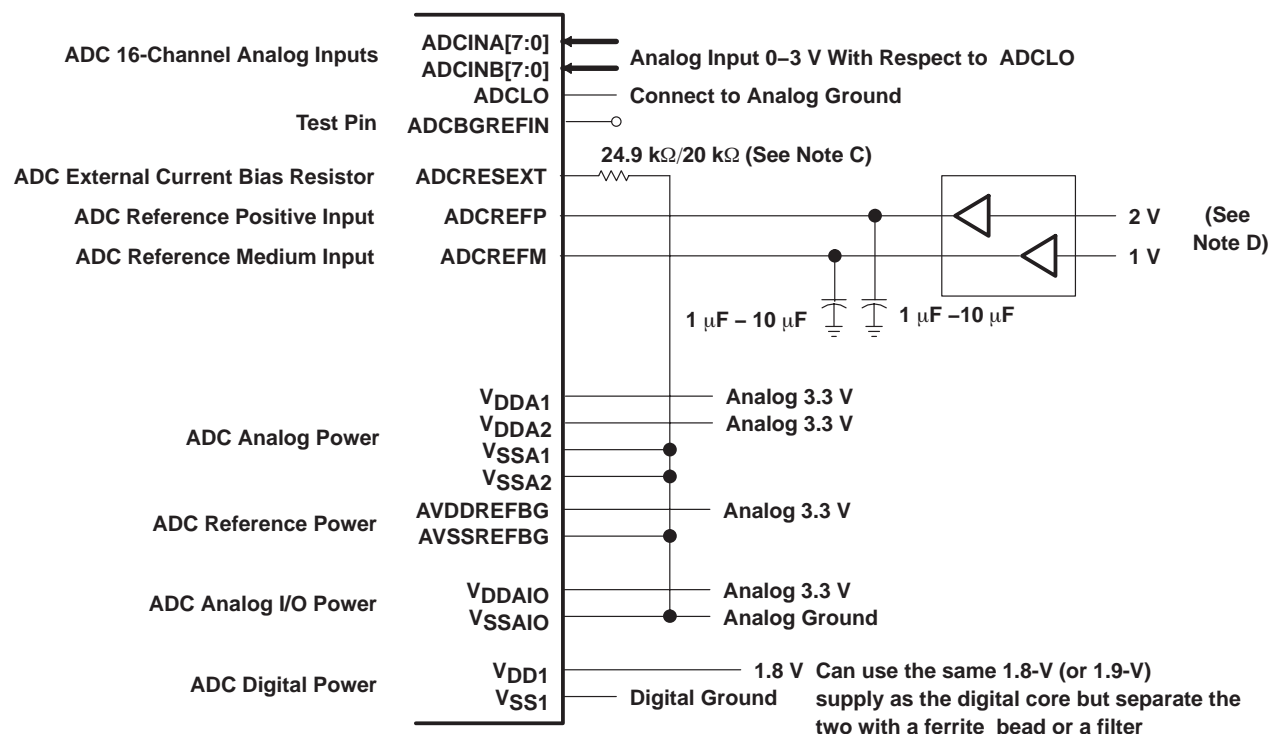 ADC 16-Channel Analog Inputs
ADCINA[7:0]
ADCINB[7:0]
Analog Input 0–3 V With Respect to ADCLO
ADCLO
Connect to Analog Ground
Test Pin
ADCBGREFIN
24.9 kΩ/20 kΩ (See Note C)
ADC External Current Bias Resistor
ADCRESEXT
ADC Reference Positive Input
ADCREFP
2 V
(See
Note D)
ADC Reference Medium Input
ADCREFM
1 V
1 μF – 10 μF
1 μF –10 μF
ADC Analog Power
VDDA1
Analog 3.3 V
VDDA2
Analog 3.3 V
VSSA1
VSSA2
ADC Reference Power
AVDDREFBG
Analog 3.3 V
AVSSREFBG
ADC Analog I/O Power
VDDAIO
Analog 3.3 V
VSSAIO
Analog Ground
ADC Digital Power
VDD1
1.8 V
Can use the same 1.8-V (or 1.9-V)
supply as the digital core but separate the
two with a ferrite bead or a filter
VSS1
Digital Ground